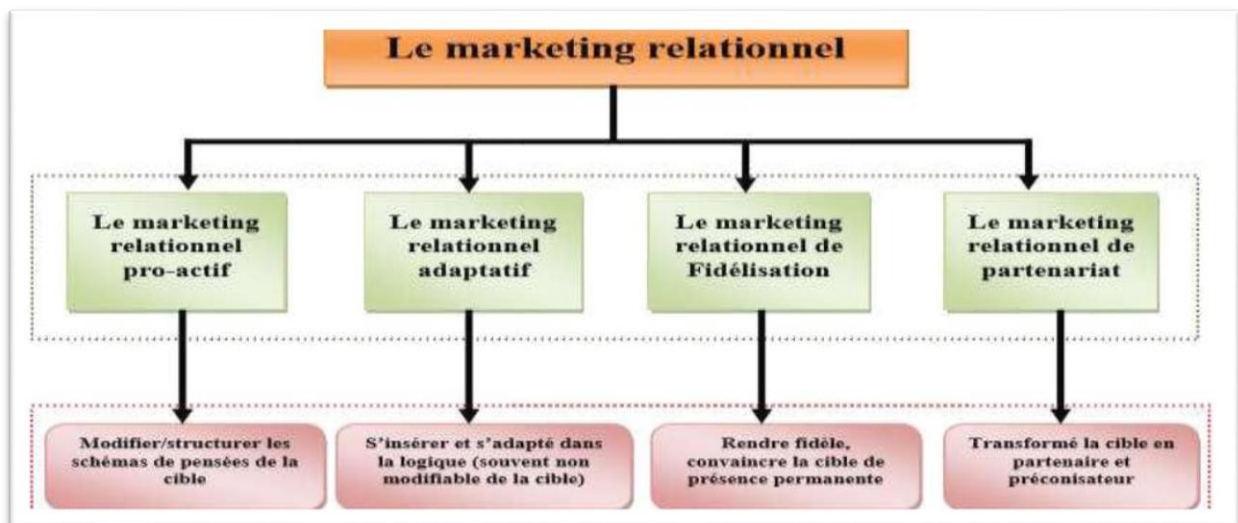 Le marketing relationnel
Le marketing
relationnel
pro-actif
Le marketing
relationnel
adaptatif
Le marketing
relationnel de
Fidélisation
Le marketing
relationnel de
partenariat
Modifier/structurer les
schémas de pensées de la
cible
S'insérer et s'adapté dans
la logique (souvent non
modifiable de la cible)
Rendre fidèle,
convaincre la cible de
présence permanente
Transformé la cible en
partenaire et
préconisateur